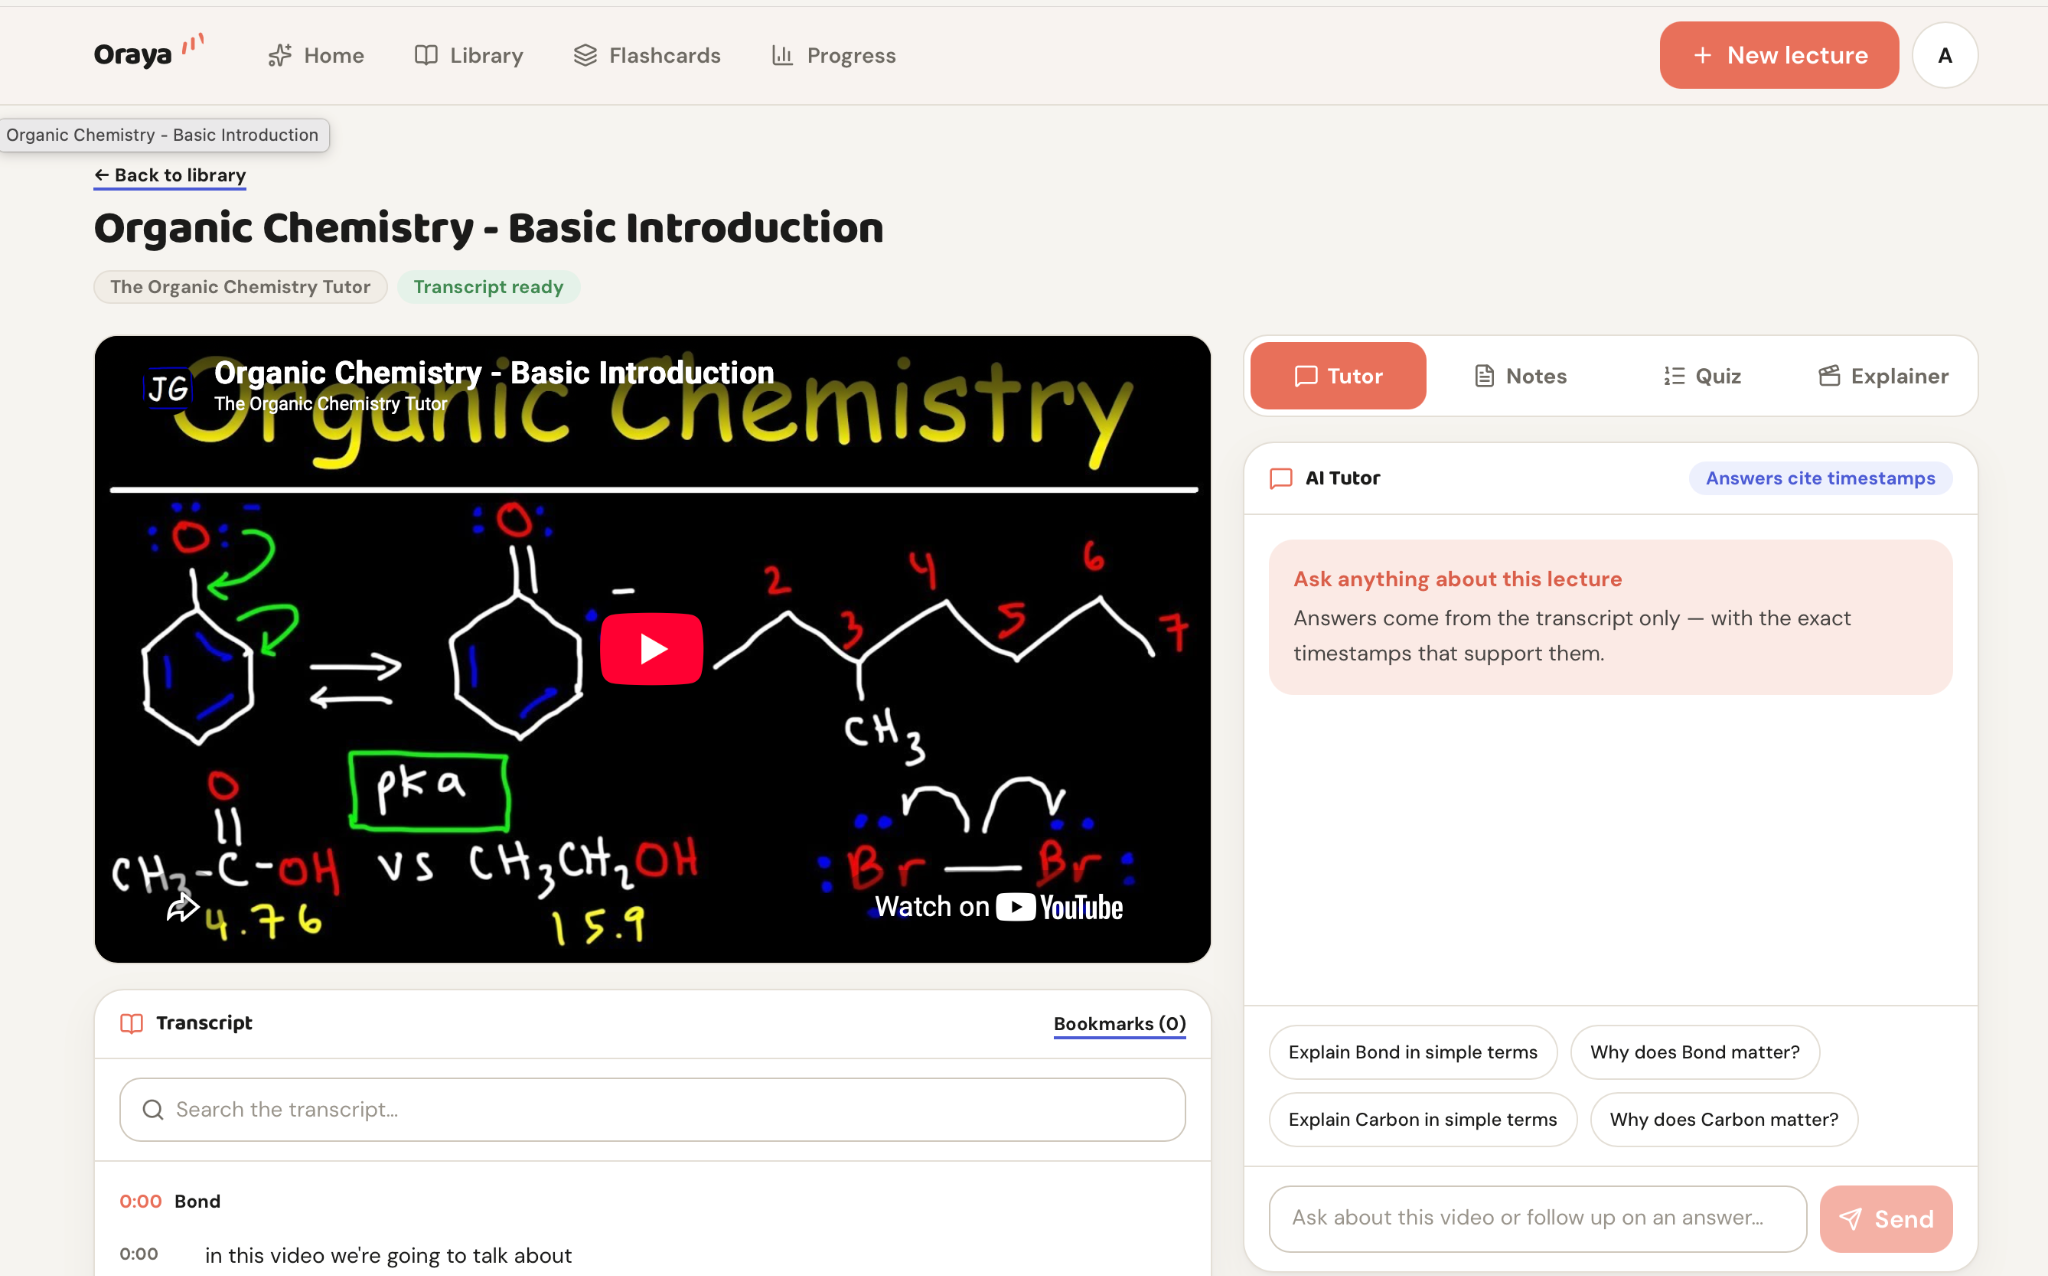 Oraya
Home
Library
Flashcards
Progress
+ New lecture
A
Organic Chemistry - Basic Introduction
← Back to library
Organic Chemistry - Basic Introduction
The Organic Chemistry Tutor
Transcript ready
Organic Chemistry
JG
Organic Chemistry - Basic Introduction
The Organic Chemistry Tutor
O
O
2
3
4
5
6
7
CH3
pka
O
CH3-C-OH vs CH3CH2OH
4.76
15.9
Br — Br
Watch on YouTube
Tutor
Notes
Quiz
Explainer
AI Tutor
Answers cite timestamps
Ask anything about this lecture
Answers come from the transcript only — with the exact
timestamps that support them.
Explain Bond in simple terms
Why does Bond matter?
Explain Carbon in simple terms
Why does Carbon matter?
Ask about this video or follow up on an answer...
Send
Transcript
Bookmarks (0)
Search the transcript...
0:00 Bond
0:00 in this video we're going to talk about